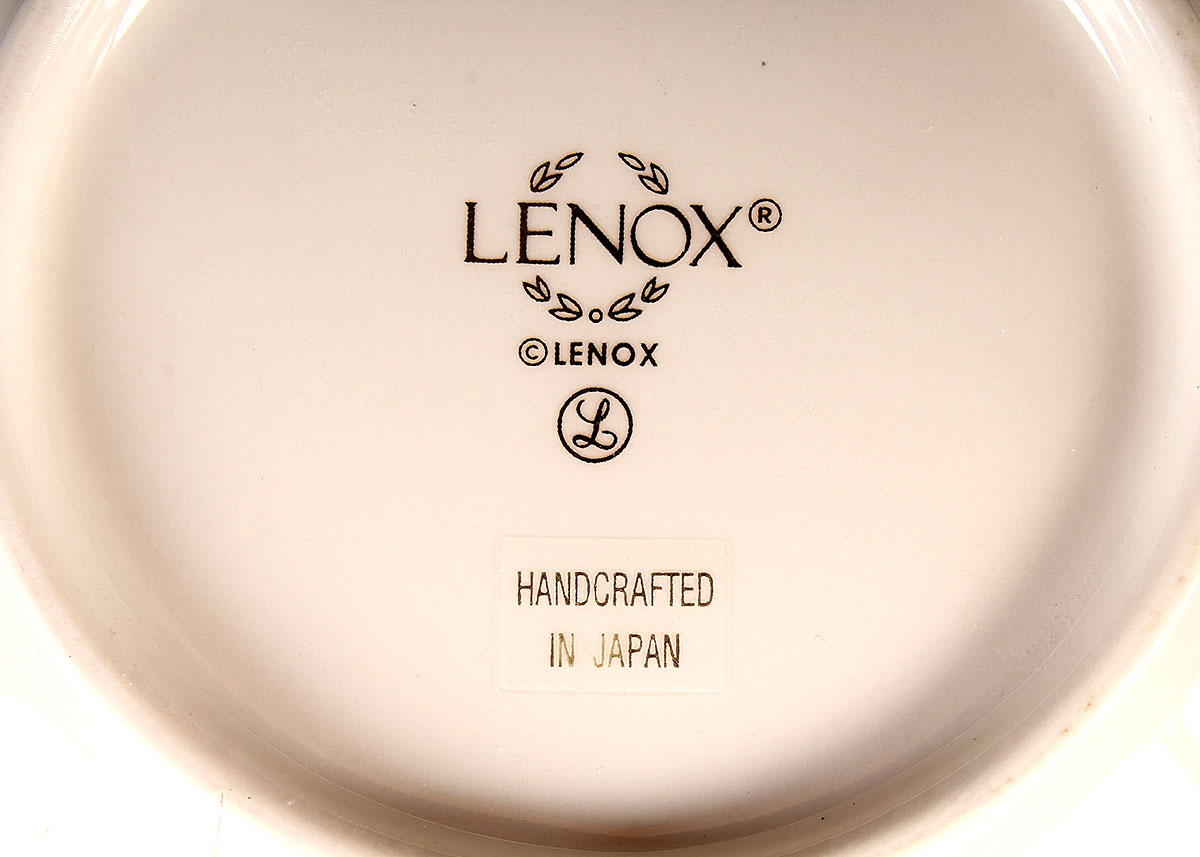 LENOX®
©LENOX
L
HANDCRAFTED
IN JAPAN